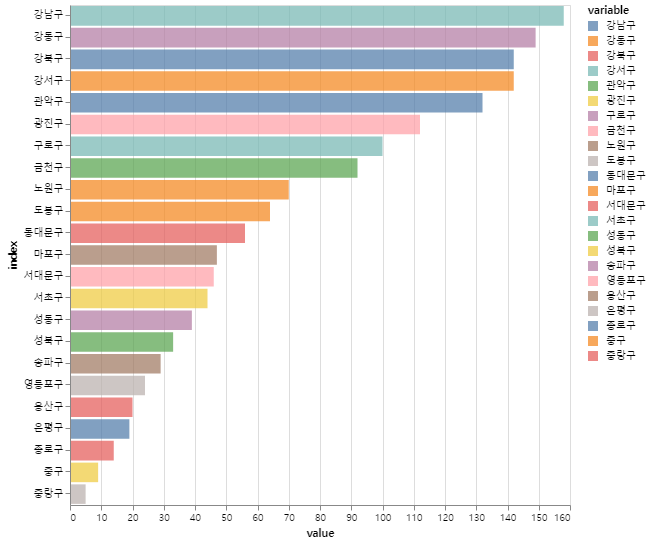 강남구
강동구
강북구
강서구
관악구
광진구
구로구
금천구
노원구
도봉구
동대문구
마포구
서대문구
서초구
성동구
성북구
송파구
영등포구
용산구
은평구
종로구
중구
중랑구
index
0 10 20 30 40 50 60 70 80 90 100 110 120 130 140 150 160
value
variable
강남구
강동구
강북구
강서구
관악구
광진구
구로구
금천구
노원구
도봉구
동대문구
마포구
서대문구
서초구
성동구
성북구
송파구
영등포구
용산구
은평구
종로구
중구
중랑구